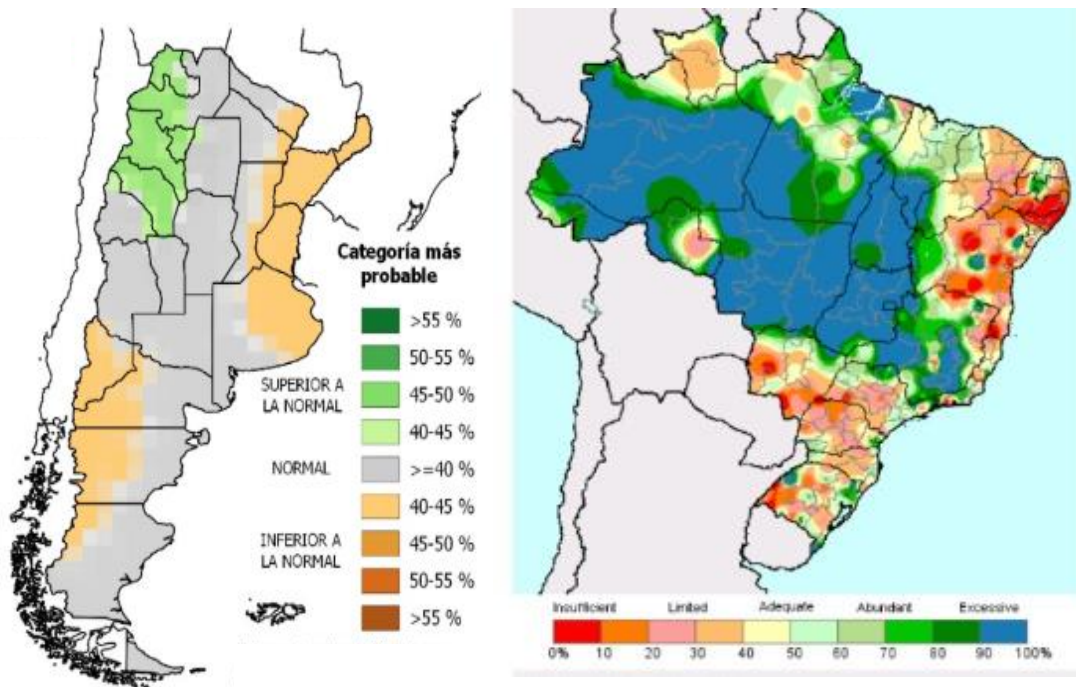 Categoría más
probable
>55 %
50-55 %
SUPERIOR A
LA NORMAL
45-50 %
40-45 %
NORMAL
>=40 %
40-45 %
INFERIOR A
LA NORMAL
45-50 %
50-55 %
>55 %
Insufficient Limited Adequate Abundant Excessive
0% 10 20 30 40 50 60 70 80 90 100%